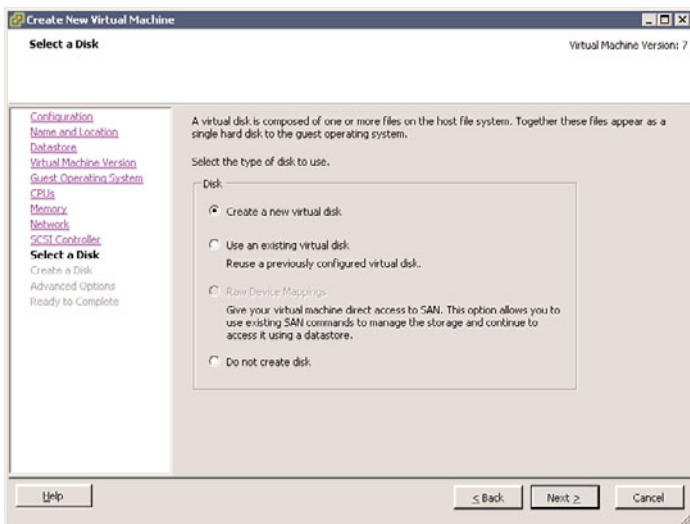 Create New Virtual Machine
Select a Disk
Virtual Machine Version: 7
Configuration
Name and Location
Datastore
Virtual Machine Version
Guest Operating System
CPUs
Memory
Network
SCSI Controller
Select a Disk
Create a Disk
Advanced Options
Ready to Complete
A virtual disk is composed of one or more files on the host file system. Together these files appear as a
single hard disk to the guest operating system.
Select the type of disk to use.
Disk
Create a new virtual disk
Use an existing virtual disk
Reuse a previously configured virtual disk.
Raw Device Mappings
Give your virtual machine direct access to SAN. This option allows you to
use existing SAN commands to manage the storage and continue to
access it using a datastore.
Do not create disk
Help
< Back
Next >
Cancel